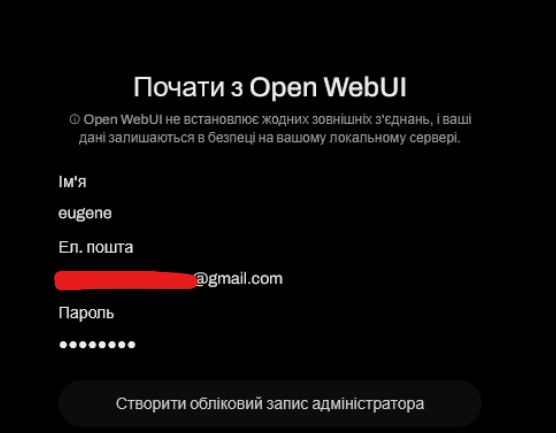 Почати з Open WebUI
ⓘ Open WebUI не встановлює жодних зовнішніх з'єднань, і ваші
дані залишаються в безпеці на вашому локальному сервері.
Ім'я
eugene
Ел. пошта
@gmail.com
Пароль
••••••••
Створити обліковий запис адміністратора